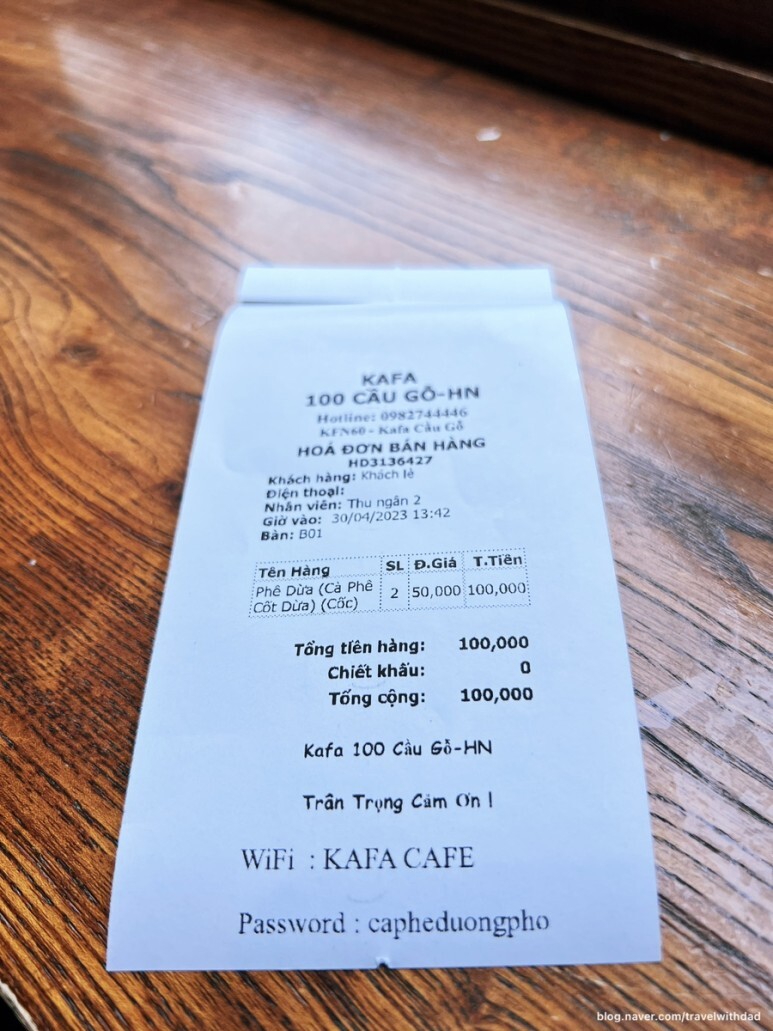 KAFA
100 CẦU GỖ-HN
Hotline: 0982744446
KFN60 - Kafa Cầu Gỗ
HOÁ ĐƠN BÁN HÀNG
HD3136427
Khách hàng: Khách lẻ
Điện thoại:
Nhân viên: Thu ngân 2
Giờ vào: 30/04/2023 13:42
Bàn: B01
Tên Hàng SL Đ.Giá T.Tiền
Phê Dừa (Cà Phê 2 50,000 100,000
Cốt Dừa) (Cốc)
Tổng tiền hàng: 100,000
Chiết khấu: 0
Tổng cộng: 100,000
Kafa 100 Cầu Gỗ-HN
Trân Trọng Cảm Ơn !
WiFi : KAFA CAFE
Password : capheduongpho
blog.naver.com/travelwithdad